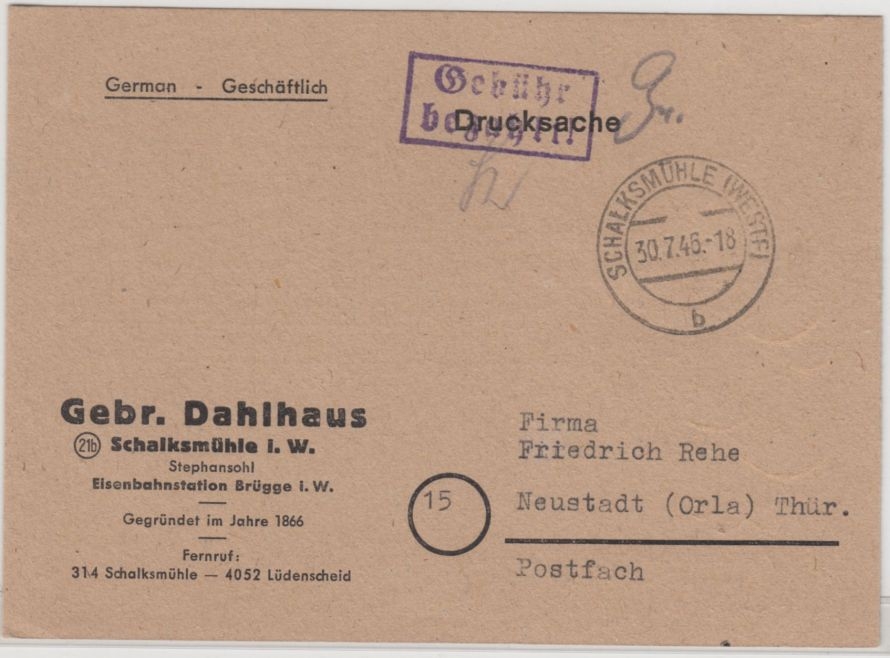 German - Geschäftlich
Gebühr
bezahlt!
Drucksache
SCHALKSMÜHLE (WESTF)
30.7.46.-18
b
Gebr. Dahlhaus
21b Schalksmühle i. W.
Stephansohl
Eisenbahnstation Brügge i. W.
Gegründet im Jahre 1866
Fernruf:
314 Schalksmühle — 4052 Lüdenscheid
15
Firma
Friedrich Rehe
Neustadt (Orla) Thür.
Postfach